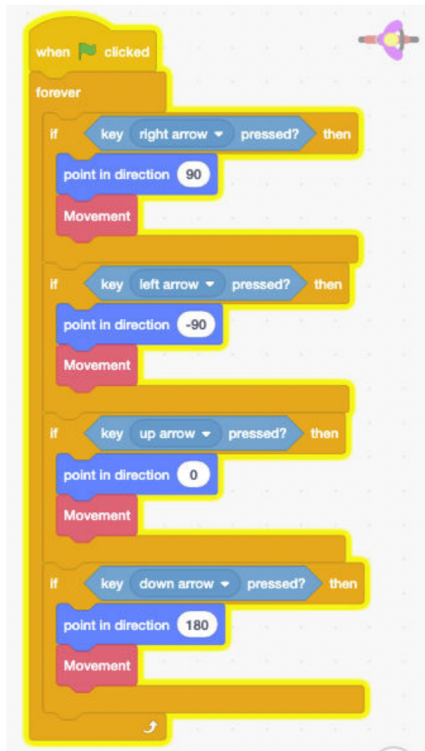 when clicked
forever
if key right arrow pressed? then
point in direction 90
Movement
if key left arrow pressed? then
point in direction -90
Movement
if key up arrow pressed? then
point in direction 0
Movement
if key down arrow pressed? then
point in direction 180
Movement